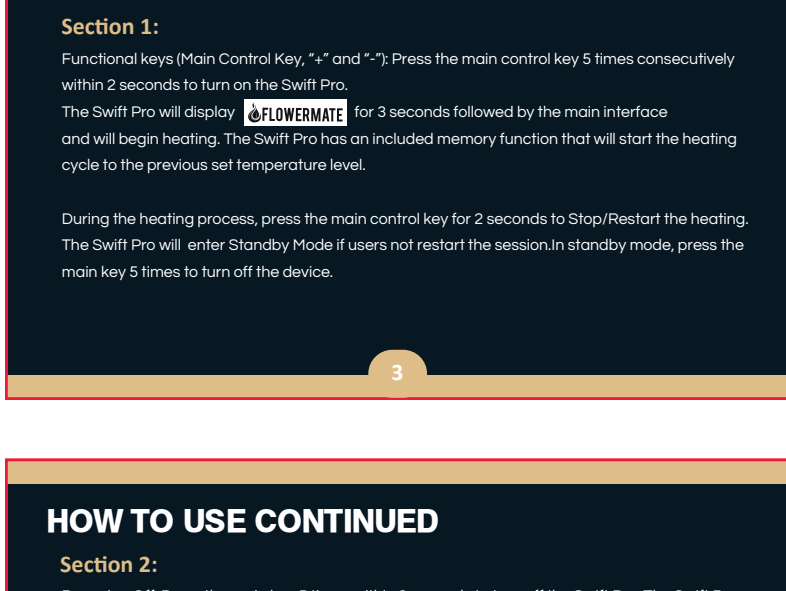 Section 1:
Functional keys (Main Control Key, “+” and “-”): Press the main control key 5 times consecutively
within 2 seconds to turn on the Swift Pro.
The Swift Pro will display FLOWERMATE for 3 seconds followed by the main interface
and will begin heating. The Swift Pro has an included memory function that will start the heating
cycle to the previous set temperature level.
During the heating process, press the main control key for 2 seconds to Stop/Restart the heating.
The Swift Pro will enter Standby Mode if users not restart the session.In standby mode, press the
main key 5 times to turn off the device.
3
HOW TO USE CONTINUED
Section 2: